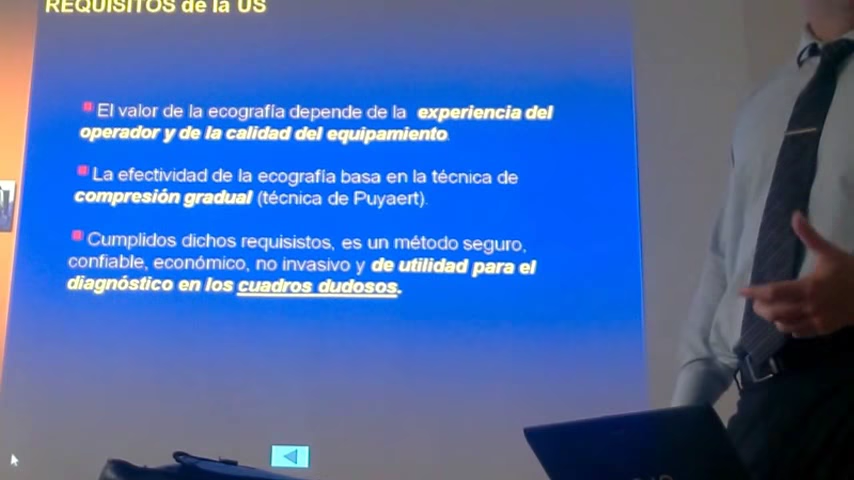 REQUISITOS de la US
El valor de la ecografía depende de la experiencia del
operador y de la calidad del equipamiento.
La efectividad de la ecografía basa en la técnica de
compresión gradual (técnica de Puyaert).
Cumplidos dichos requisistos, es un método seguro,
confiable, económico, no invasivo y de utilidad para el
diagnóstico en los cuadros dudosos.